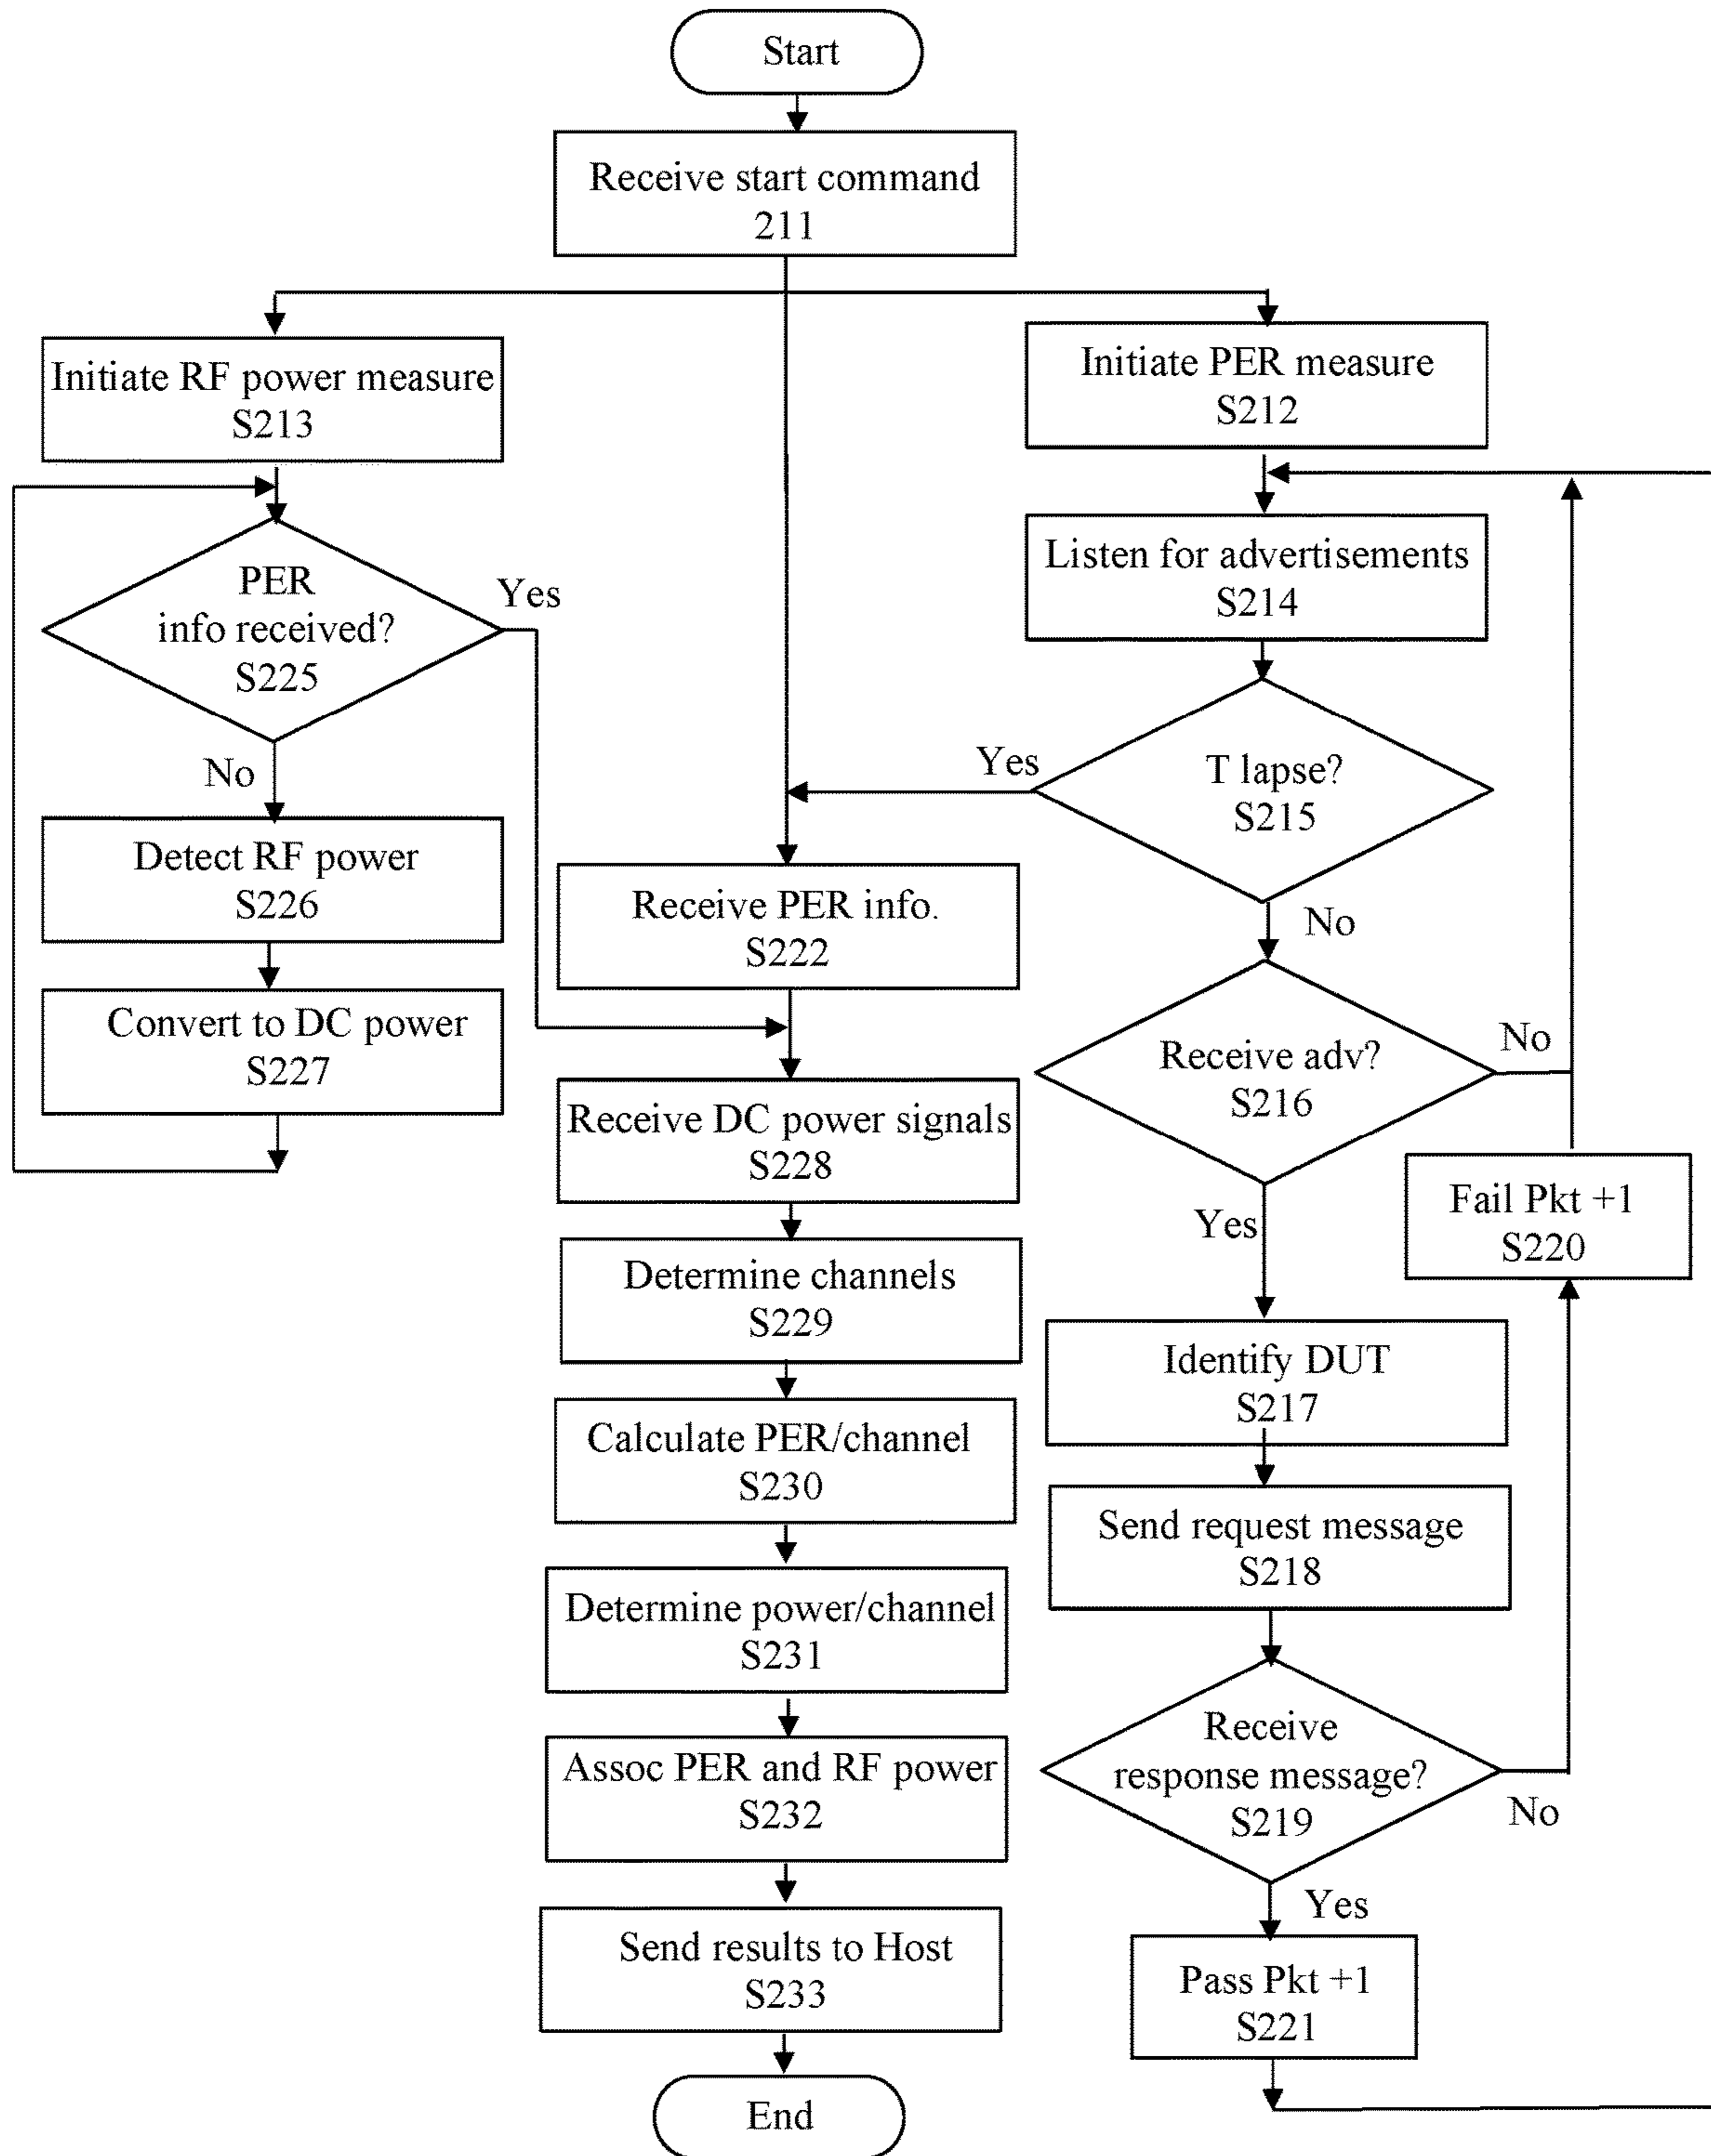 Start
Receive start command
211
Initiate RF power measure
S213
Initiate PER measure
S212
Listen for advertisements
S214
PER
info received?
S225
Yes
No
T lapse?
S215
Yes
No
Detect RF power
S226
Receive PER info.
S222
Convert to DC power
S227
Receive adv?
S216
No
Yes
Receive DC power signals
S228
Fail Pkt +1
S220
Determine channels
S229
Identify DUT
S217
Calculate PER/channel
S230
Send request message
S218
Determine power/channel
S231
Receive
response message?
S219
No
Yes
Assoc PER and RF power
S232
Send results to Host
S233
Pass Pkt +1
S221
End